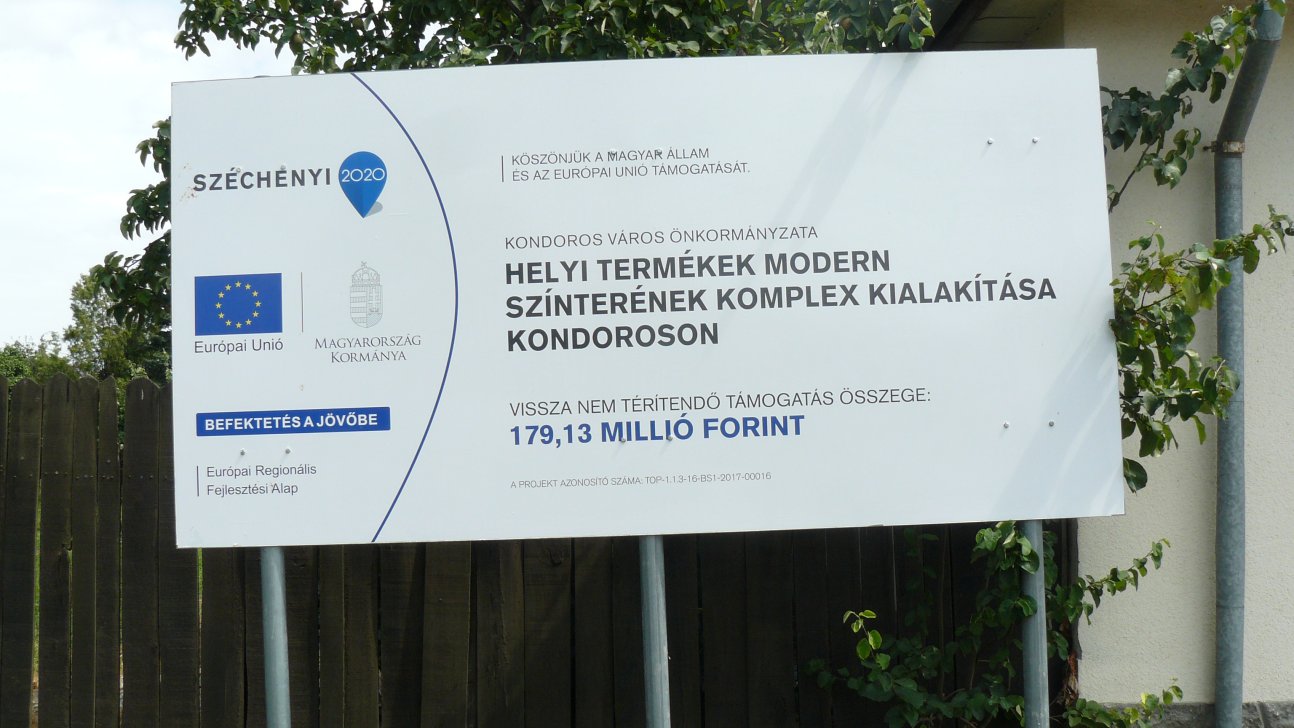 SZÉCHENYI 2020
Európai Unió
MAGYARORSZÁG
KORMÁNYA
BEFEKTETÉS A JÖVŐBE
Európai Regionális
Fejlesztési Alap
KÖSZÖNJÜK A MAGYAR ÁLLAM
ÉS AZ EURÓPAI UNIÓ TÁMOGATÁSÁT.
KONDOROS VÁROS ÖNKORMÁNYZATA
HELYI TERMÉKEK MODERN
SZÍNTERÉNEK KOMPLEX KIALAKÍTÁSA
KONDOROSON
VISSZA NEM TÉRÍTENDŐ TÁMOGATÁS ÖSSZEGE:
179,13 MILLIÓ FORINT
A PROJEKT AZONOSÍTÓ SZÁMA: TOP-1.1.3-16-BS1-2017-00016